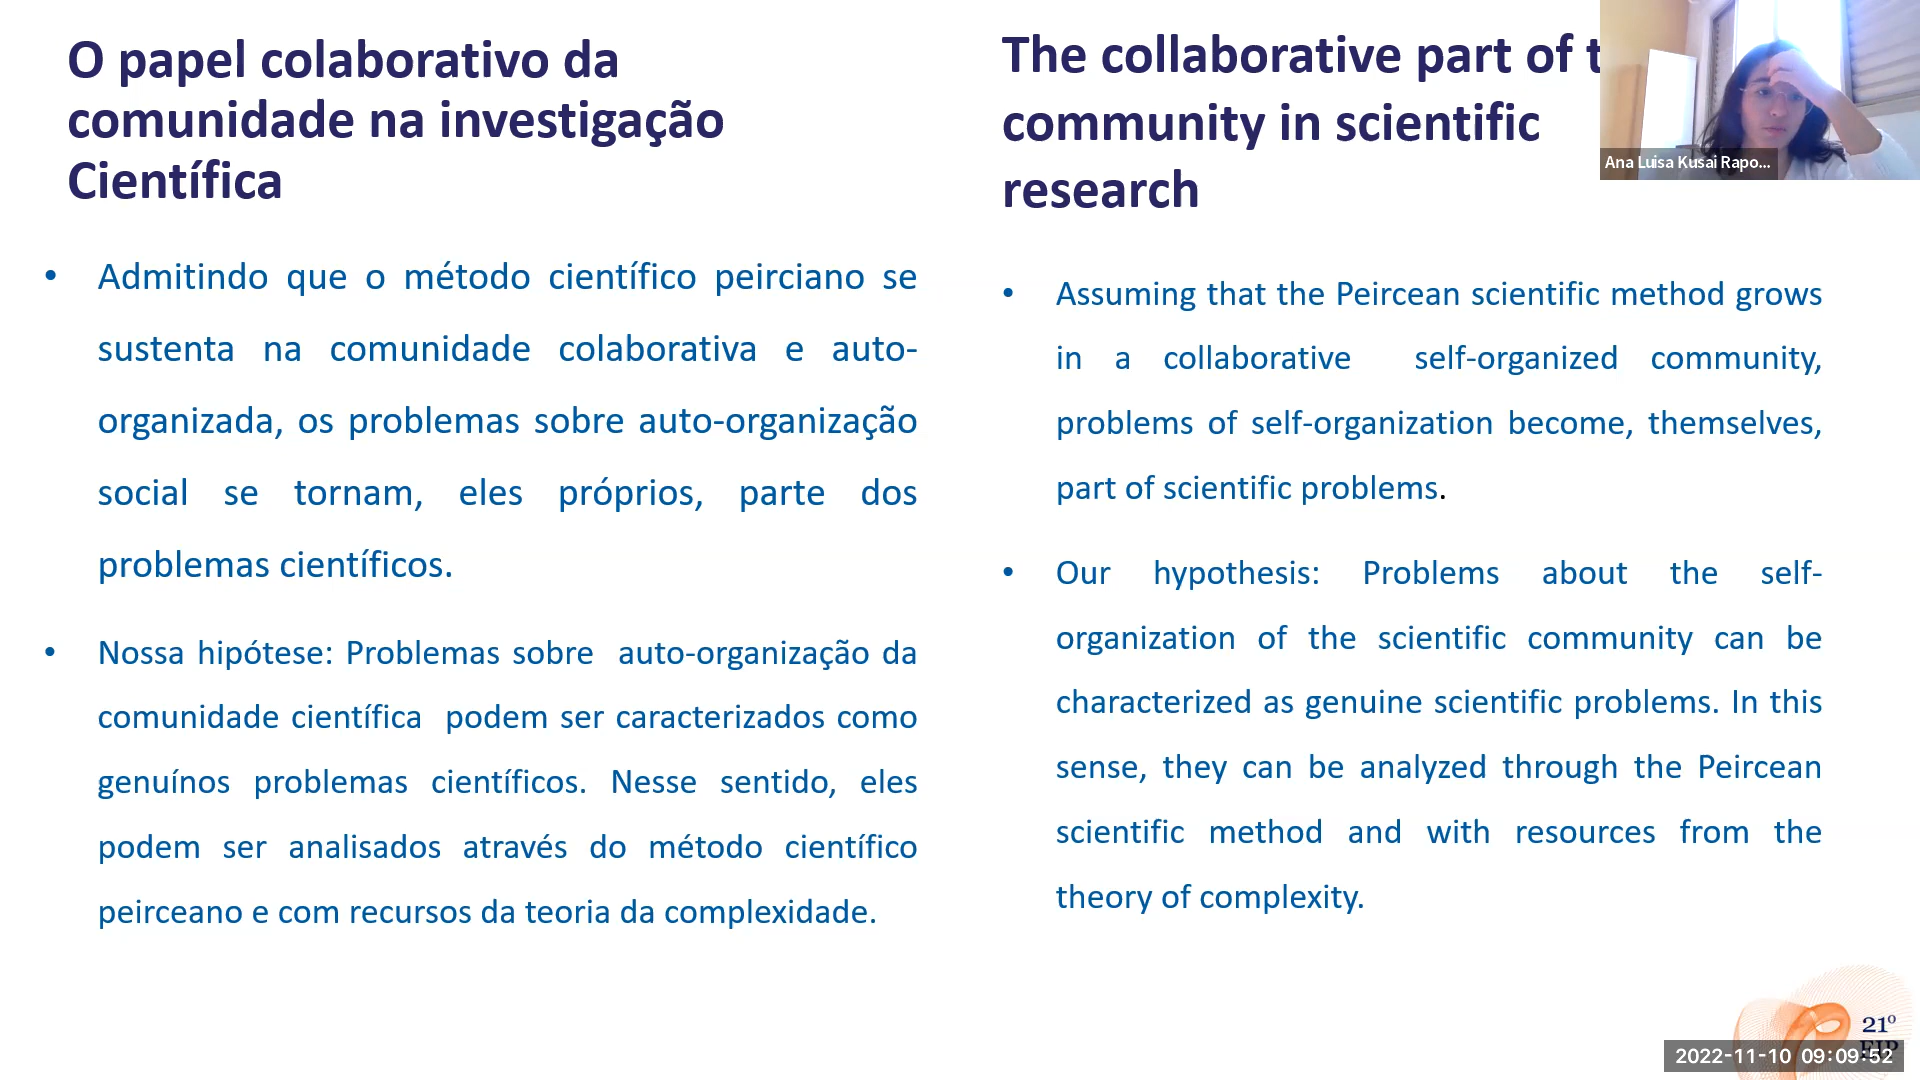 O papel colaborativo da
comunidade na investigação
Científica
• Admitindo que o método científico peirciano se
sustenta na comunidade colaborativa e auto-
organizada, os problemas sobre auto-organização
social se tornam, eles próprios, parte dos
problemas científicos.
• Nossa hipótese: Problemas sobre auto-organização da
comunidade científica podem ser caracterizados como
genuínos problemas científicos. Nesse sentido, eles
podem ser analisados através do método científico
peirceano e com recursos da teoria da complexidade.
The collaborative part of t
community in scientific
research
• Assuming that the Peircean scientific method grows
in a collaborative self-organized community,
problems of self-organization become, themselves,
part of scientific problems.
• Our hypothesis: Problems about the self-
organization of the scientific community can be
characterized as genuine scientific problems. In this
sense, they can be analyzed through the Peircean
scientific method and with resources from the
theory of complexity.
Ana Luisa Kusai Rapo...
21º
EIP
2022-11-10 09:09:52